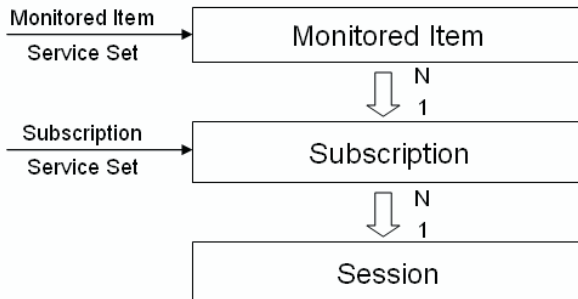 Monitored Item
Service Set
Monitored Item
N
1
Subscription
Service Set
Subscription
N
1
Session